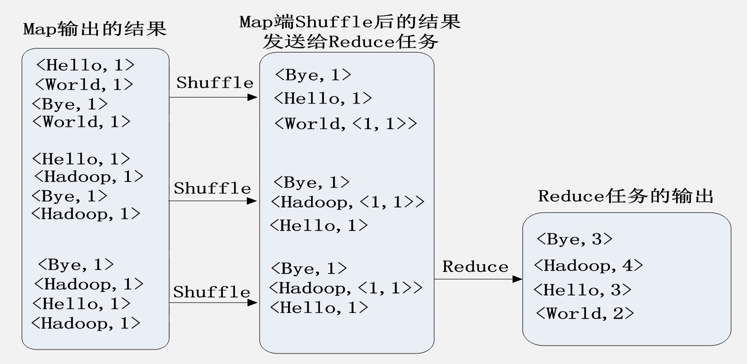 Map输出的结果
<Hello,1>
<World,1>
<Bye,1>
<World,1>
<Hello,1>
<Hadoop,1>
<Bye,1>
<Hadoop,1>
<Bye,1>
<Hadoop,1>
<Hello,1>
<Hadoop,1>
Shuffle
Shuffle
Shuffle
Map端Shuffle后的结果
发送给Reduce任务
<Bye,1>
<Hello,1>
<World,<1,1>>
<Bye,1>
<Hadoop,<1,1>>
<Hello,1>
<Bye,1>
<Hadoop,<1,1>>
<Hello,1>
Reduce
Reduce任务的输出
<Bye,3>
<Hadoop,4>
<Hello,3>
<World,2>